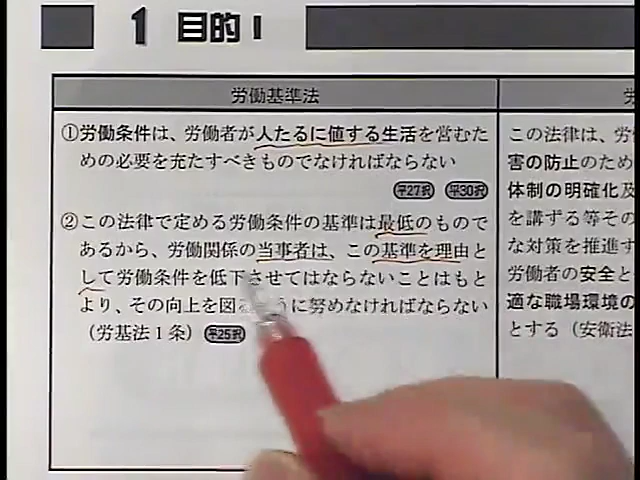 1 目的 I
労働基準法
①労働条件は、労働者が人たるに値する生活を営むた
めの必要を充たすべきものでなければならない
平27択 平30択
②この法律で定める労働条件の基準は最低のもので
あるから、労働関係の当事者は、この基準を理由と
して労働条件を低下させてはならないことはもと
より、その向上を図るように努めなければならない
(労基法1条) 平25択
労
この法律は、労
害の防止のため
体制の明確化及
を講ずる等その
な対策を推進す
労働者の安全と
適な職場環境の
とする(安衛法